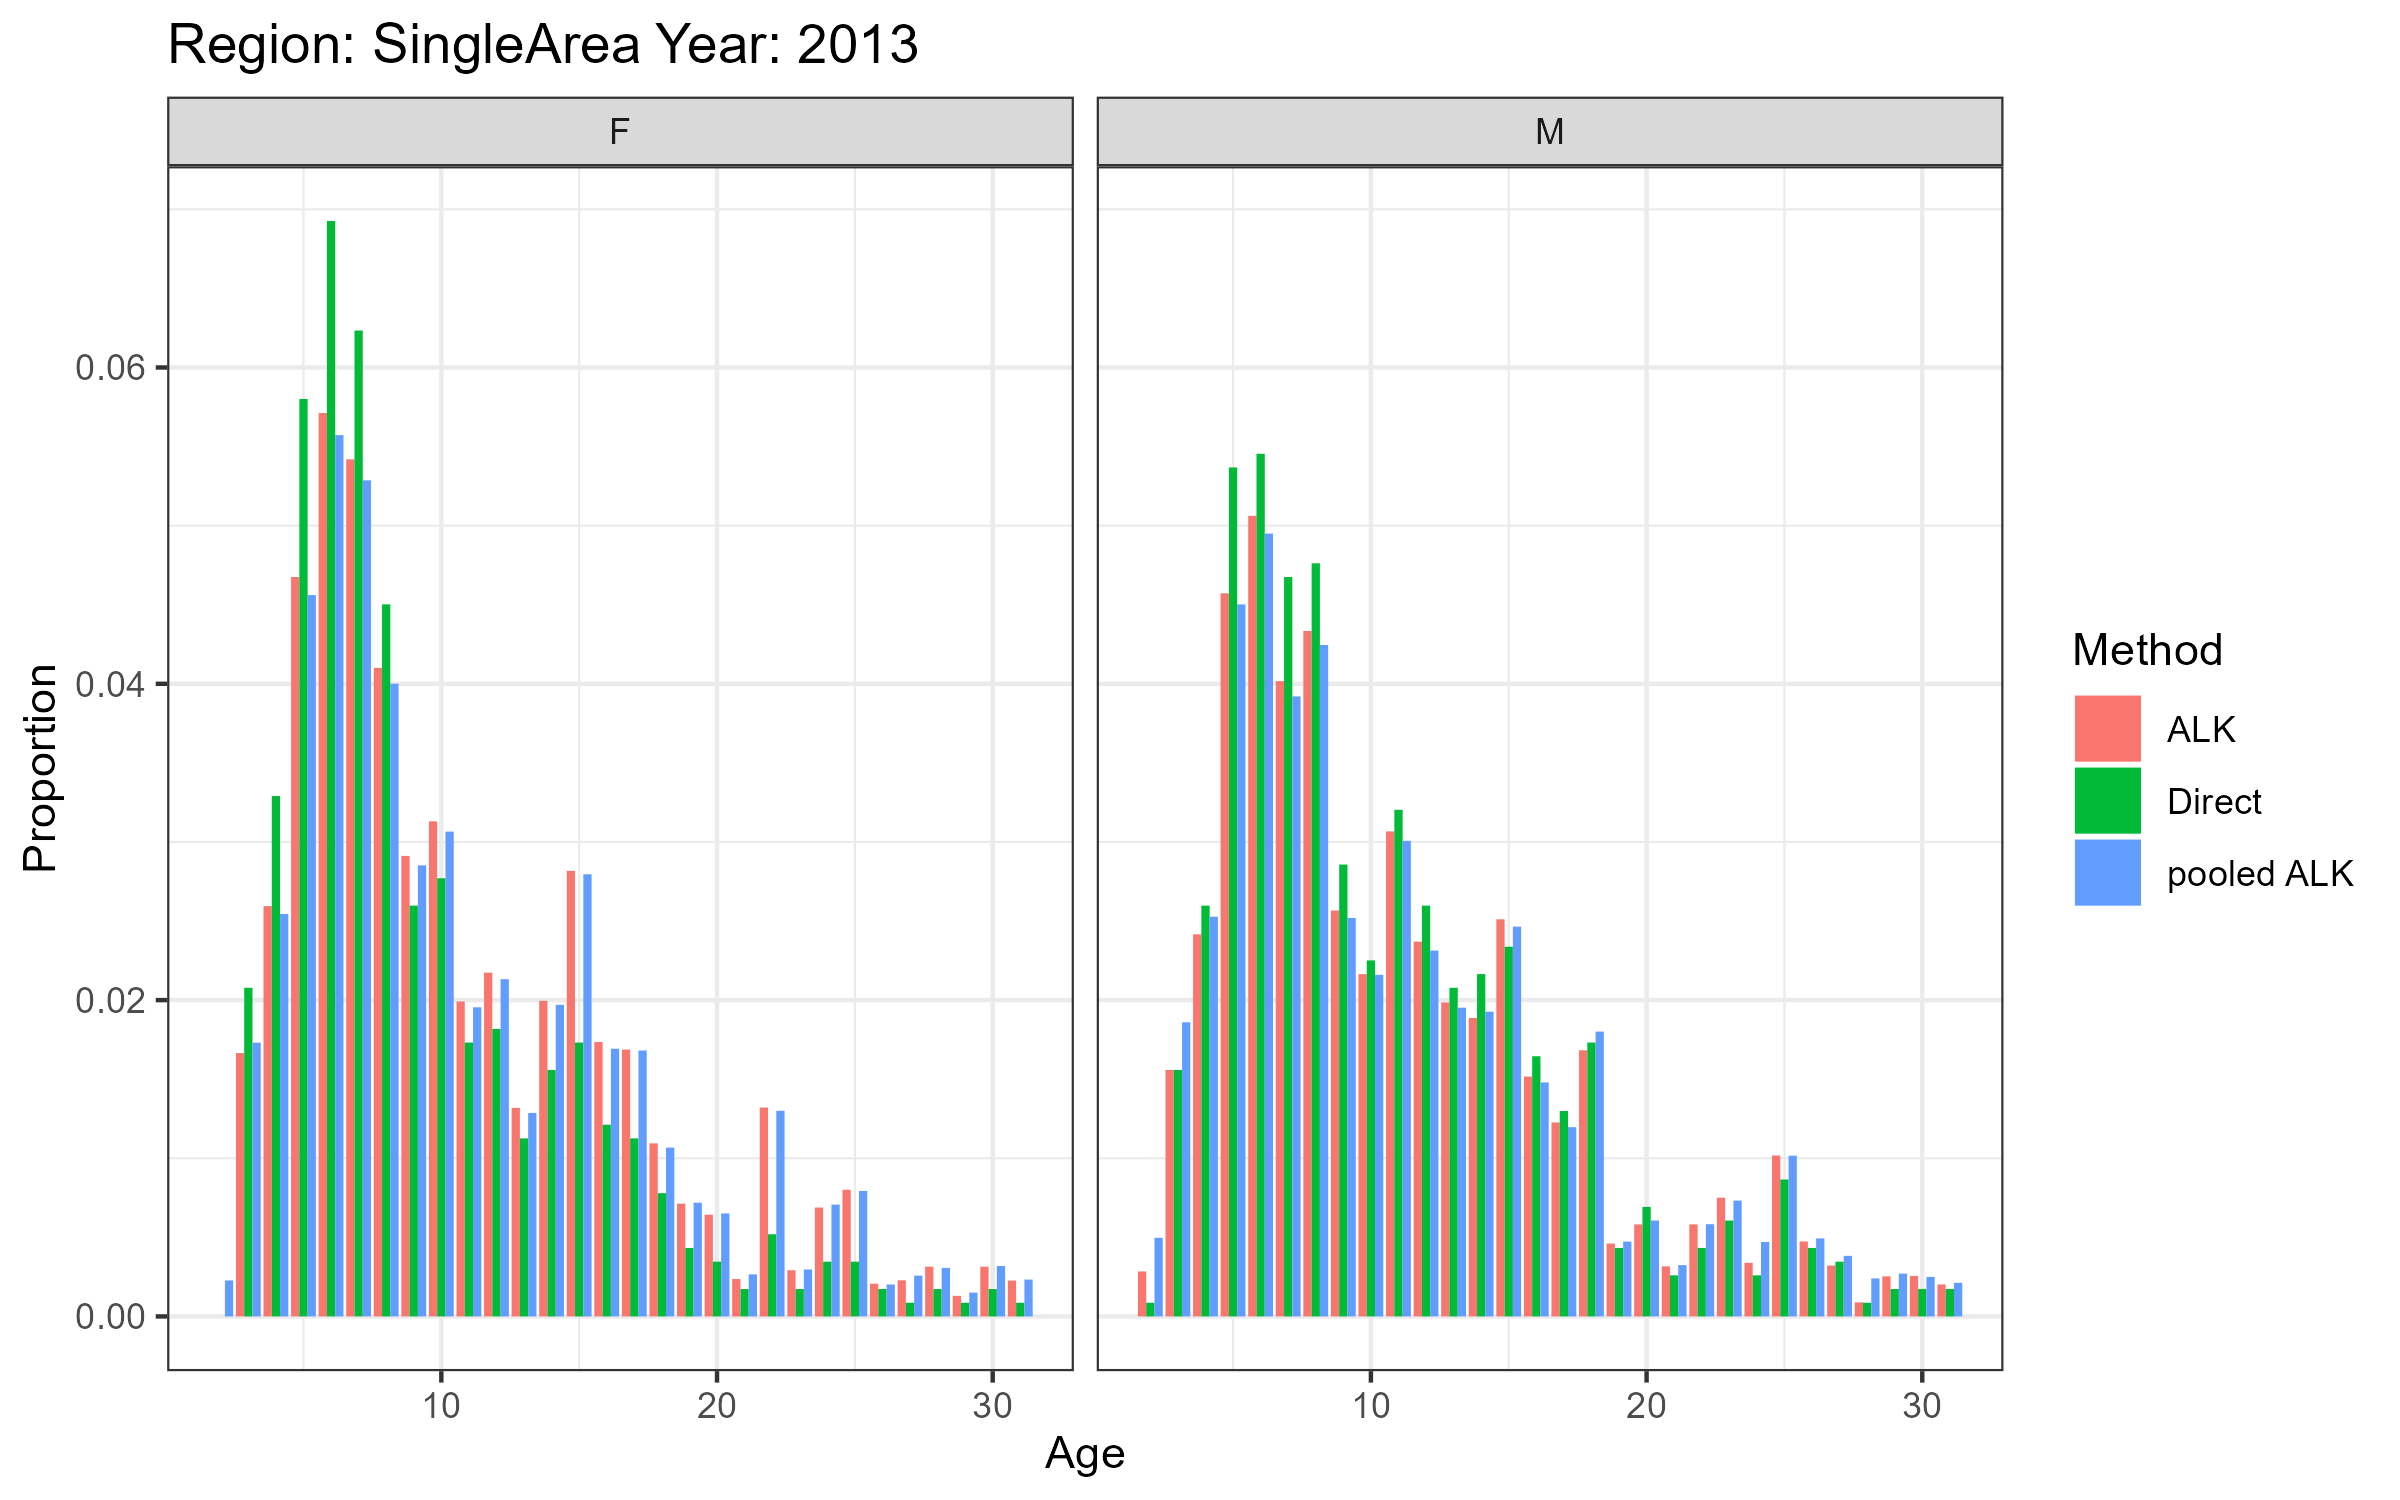 Region: SingleArea Year: 2013
F
M
0.06
0.04
0.02
0.00
Proportion
10
20
30
10
20
30
Age
Method
ALK
Direct
pooled ALK